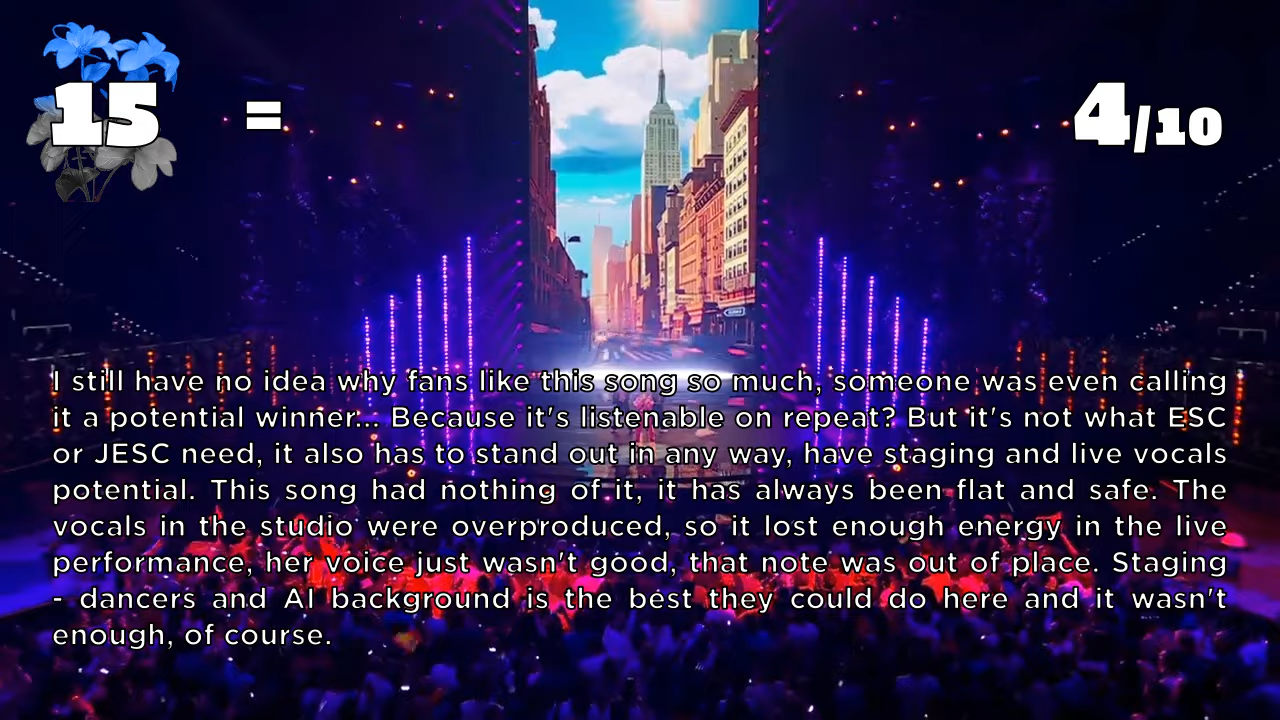 15 = 4/10
I still have no idea why fans like this song so much, someone was even calling
it a potential winner... Because it's listenable on repeat? But it's not what ESC
or JESC need, it also has to stand out in any way, have staging and live vocals
potential. This song had nothing of it, it has always been flat and safe. The
vocals in the studio were overproduced, so it lost enough energy in the live
performance, her voice just wasn't good, that note was out of place. Staging
- dancers and AI background is the best they could do here and it wasn't
enough, of course.